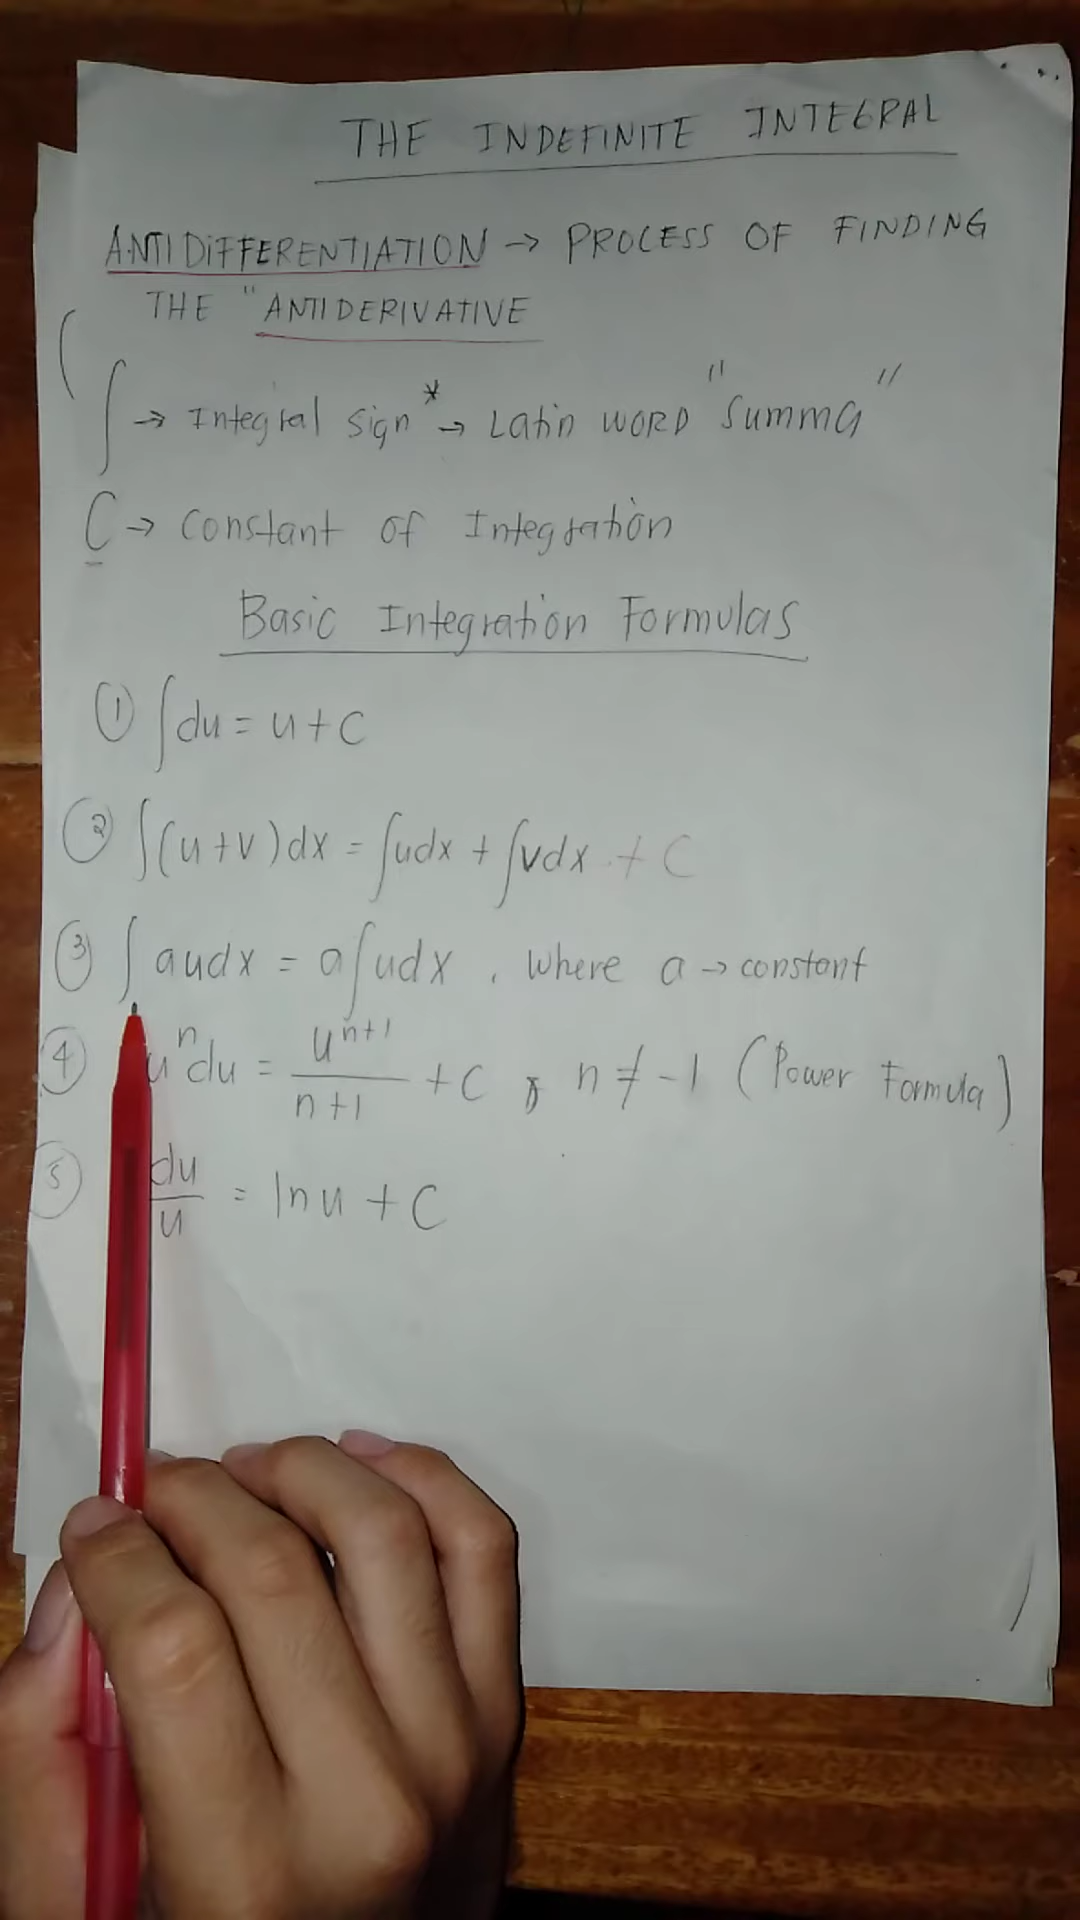 THE INDEFINITE INTEGRAL
ANTIDIFFERENTIATION → PROCESS OF FINDING
THE "ANTIDERIVATIVE
∫ → Integral sign * → Latin WORD "Summa"
C → Constant of Integration
Basic Integration Formulas
① ∫du = u + C
② ∫(u+v)dx = ∫udx + ∫vdx + C
③ ∫audx = a∫udx , where a → constant
④ uⁿdu = uⁿ⁺¹/n+1 + C , n ≠ -1 (Power Formula)
⑤ du/u = ln u + C